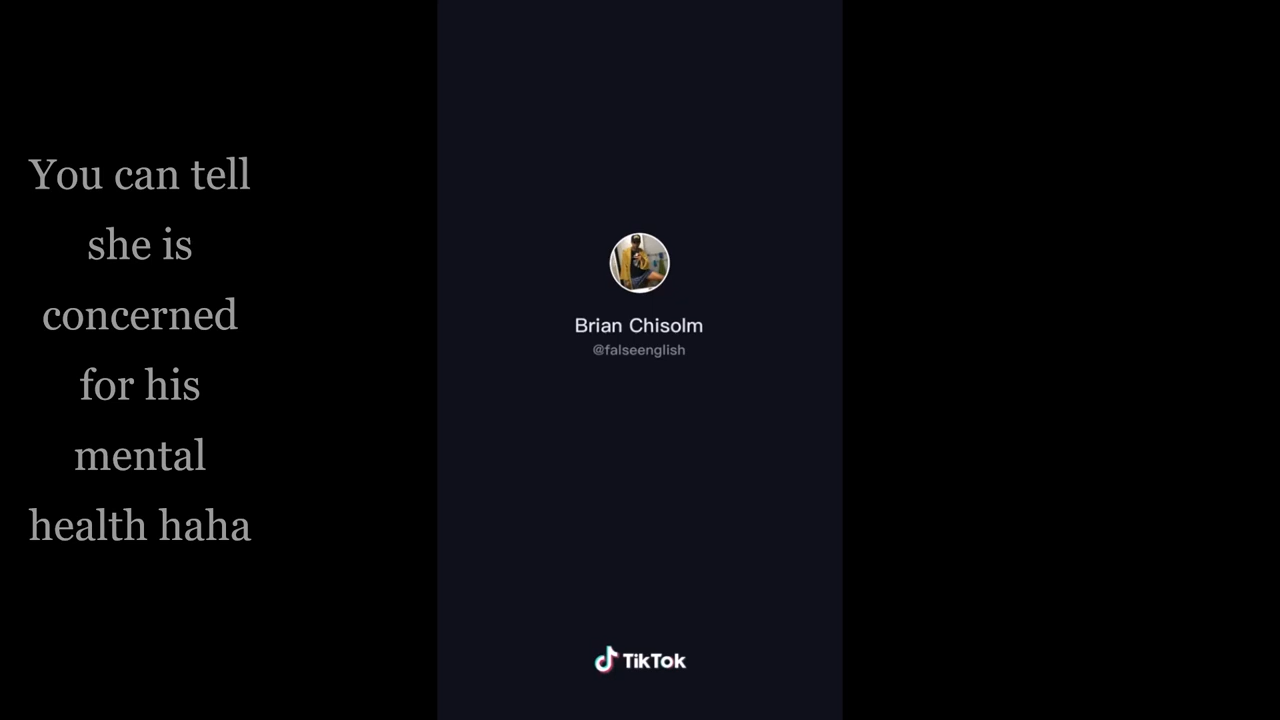 You can tell
she is
concerned
for his
mental
health haha
Brian Chisolm
@falseenglish
TikTok